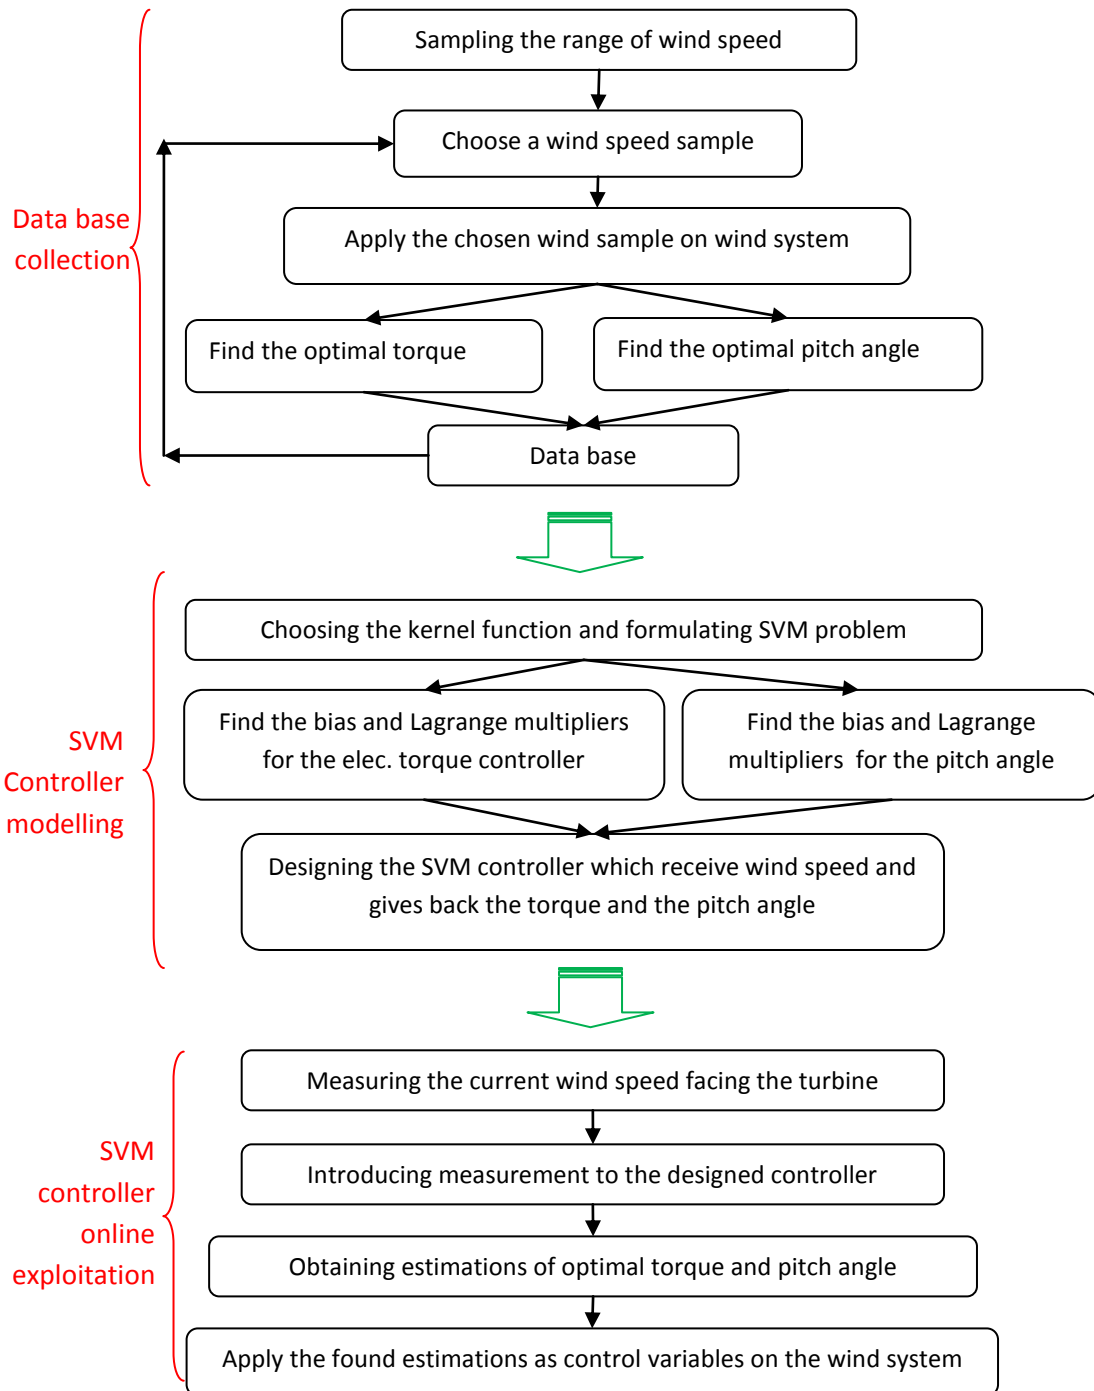 Sampling the range of wind speed
Choose a wind speed sample
Data base
collection
Apply the chosen wind sample on wind system
Find the optimal torque
Find the optimal pitch angle
Data base
Choosing the kernel function and formulating SVM problem
SVM
Controller
modelling
Find the bias and Lagrange multipliers
for the elec. torque controller
Find the bias and Lagrange
multipliers for the pitch angle
Designing the SVM controller which receive wind speed and
gives back the torque and the pitch angle
Measuring the current wind speed facing the turbine
SVM
controller
online
exploitation
Introducing measurement to the designed controller
Obtaining estimations of optimal torque and pitch angle
Apply the found estimations as control variables on the wind system